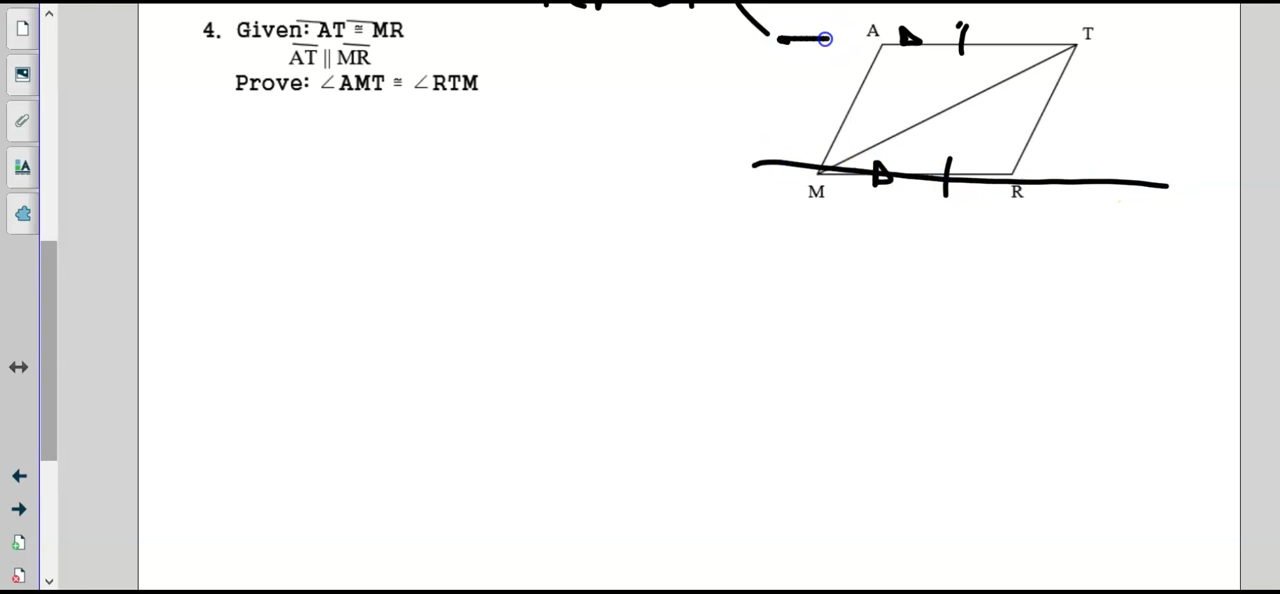 4. Given: AT ≅ MR
AT || MR
Prove: ∠AMT ≅ ∠RTM
A
T
M
R